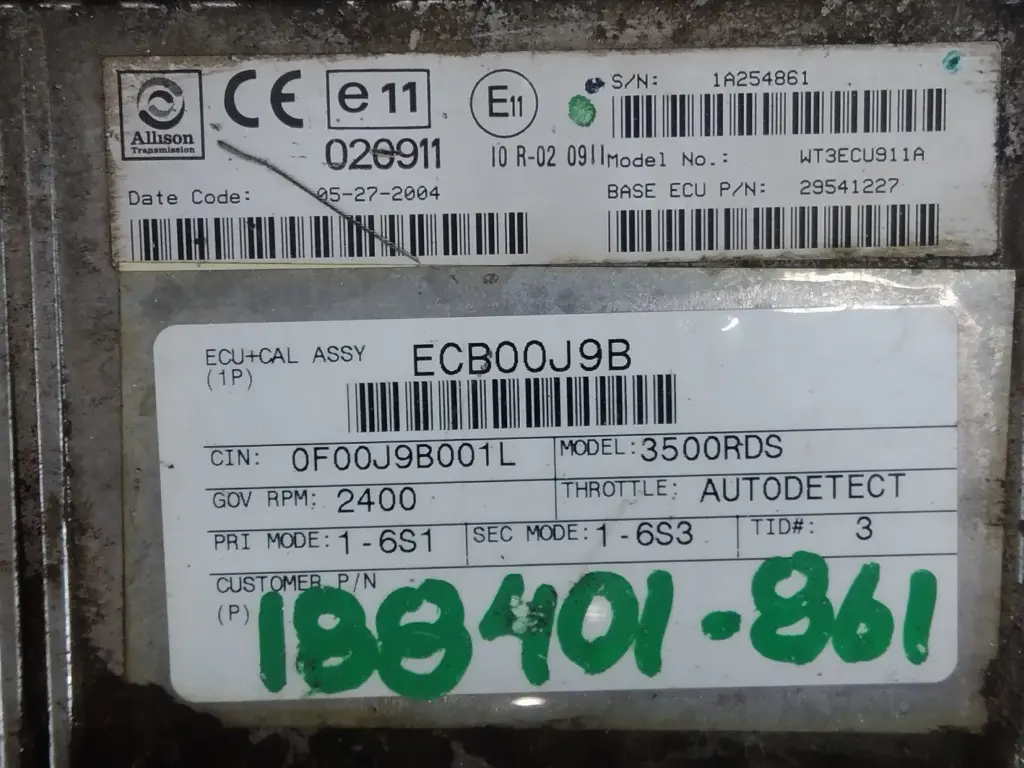 Allison
Transmission
CE
e 11
020911
E11
10 R-02 0911
S/N: 1A254861
Model No.: WT3ECU911A
BASE ECU P/N: 29541227
Date Code: 05-27-2004
ECU+CAL ASSY ECB00J9B
(1P)
CIN: 0F00J9B001L
MODEL: 3500RDS
GOV RPM: 2400
THROTTLE: AUTODETECT
PRI MODE: 1-6S1
SEC MODE: 1-6S3
TID#: 3
CUSTOMER P/N
(P)
188401-861